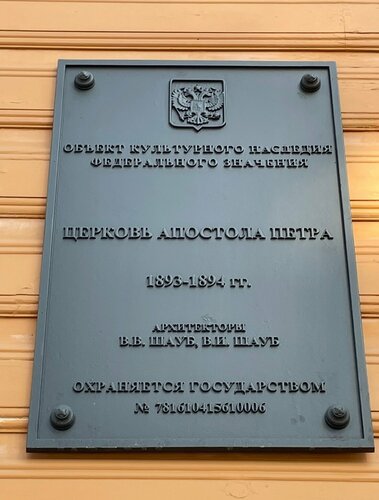 ОБЪЕКТ КУЛЬТУРНОГО НАСЛЕДИЯ
ФЕДЕРАЛЬНОГО ЗНАЧЕНИЯ
ЦЕРКОВЬ АПОСТОЛА ПЕТРА
1893-1894 гг.
АРХИТЕКТОРЫ
В.В. ШАУБ, В.И. ШАУБ
ОХРАНЯЕТСЯ ГОСУДАРСТВОМ
№ 781610415610006